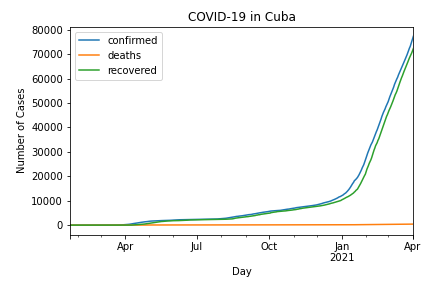 COVID-19 in Cuba
80000
70000
60000
50000
40000
30000
20000
10000
0
Number of Cases
confirmed
deaths
recovered
Apr
Jul
Oct
Jan
2021
Apr
Day